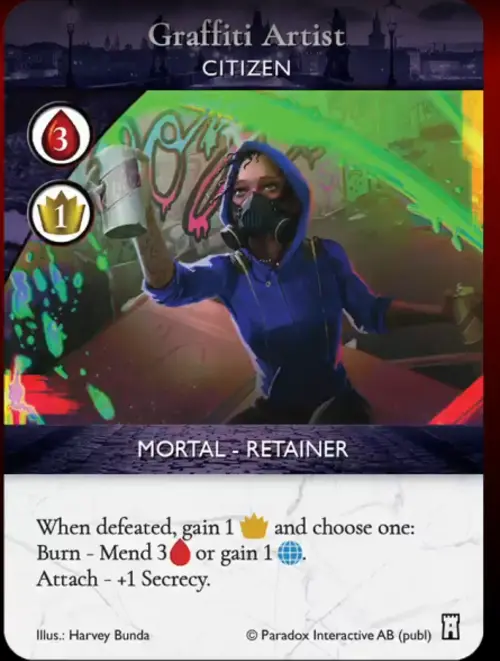 Graffiti Artist
CITIZEN
3
1
MORTAL - RETAINER
When defeated, gain 1 and choose one:
Burn - Mend 3 or gain 1 .
Attach - +1 Secrecy.
Illus.: Harvey Bunda © Paradox Interactive AB (publ)